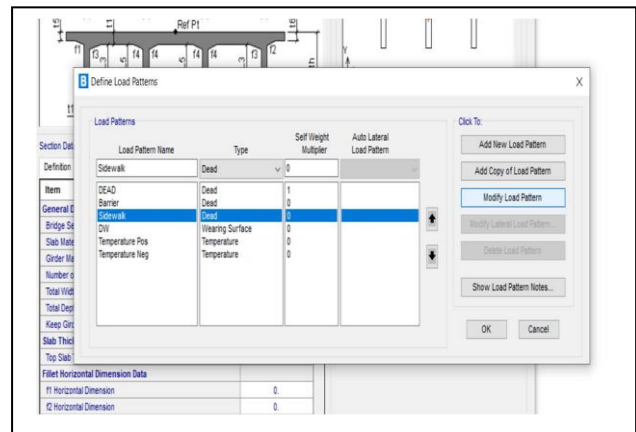 Ref Pt
f1 f3 f4 f4 f4 f4 f3 f2
B Define Load Patterns X
Load Patterns
Load Pattern Name Type Self Weight Multiplier Auto Lateral Load Pattern
Sidewalk Dead 0
DEAD Dead 1
Barrier Dead 0
Sidewalk Dead 0
DW Wearing Surface 0
Temperature Pos Temperature 0
Temperature Neg Temperature 0
Click To:
Add New Load Pattern
Add Copy of Load Pattern
Modify Load Pattern
Modify Lateral Load Pattern...
Delete Load Pattern
Show Load Pattern Notes...
OK Cancel
Section Data
Definition
Item
General D
Bridge Se
Slab Mate
Girder Ma
Number o
Total Widt
Total Dep
Keep Gird
Slab Thick
Top Slab
Fillet Horizontal Dimension Data
f1 Horizontal Dimension 0.
f2 Horizontal Dimension 0.